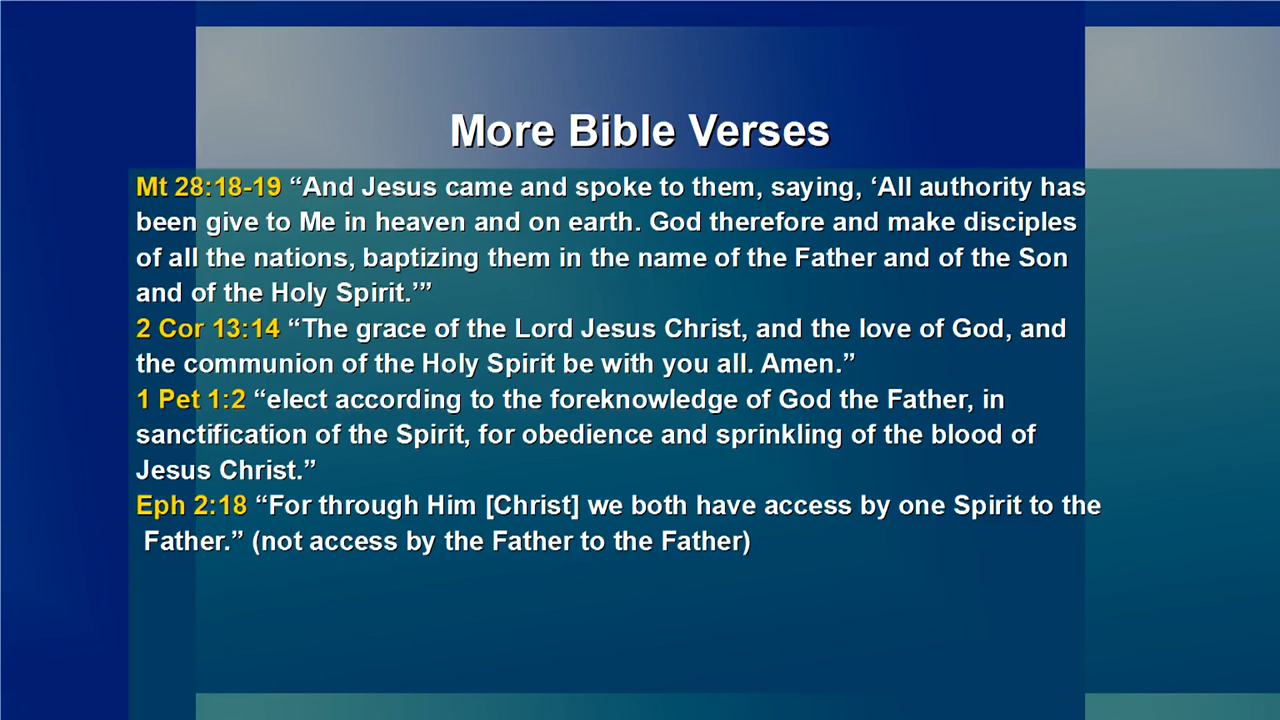 More Bible Verses
Mt 28:18-19 “And Jesus came and spoke to them, saying, ‘All authority has
been give to Me in heaven and on earth. God therefore and make disciples
of all the nations, baptizing them in the name of the Father and of the Son
and of the Holy Spirit.’”
2 Cor 13:14 “The grace of the Lord Jesus Christ, and the love of God, and
the communion of the Holy Spirit be with you all. Amen.”
1 Pet 1:2 “elect according to the foreknowledge of God the Father, in
sanctification of the Spirit, for obedience and sprinkling of the blood of
Jesus Christ.”
Eph 2:18 “For through Him [Christ] we both have access by one Spirit to the
Father.” (not access by the Father to the Father)